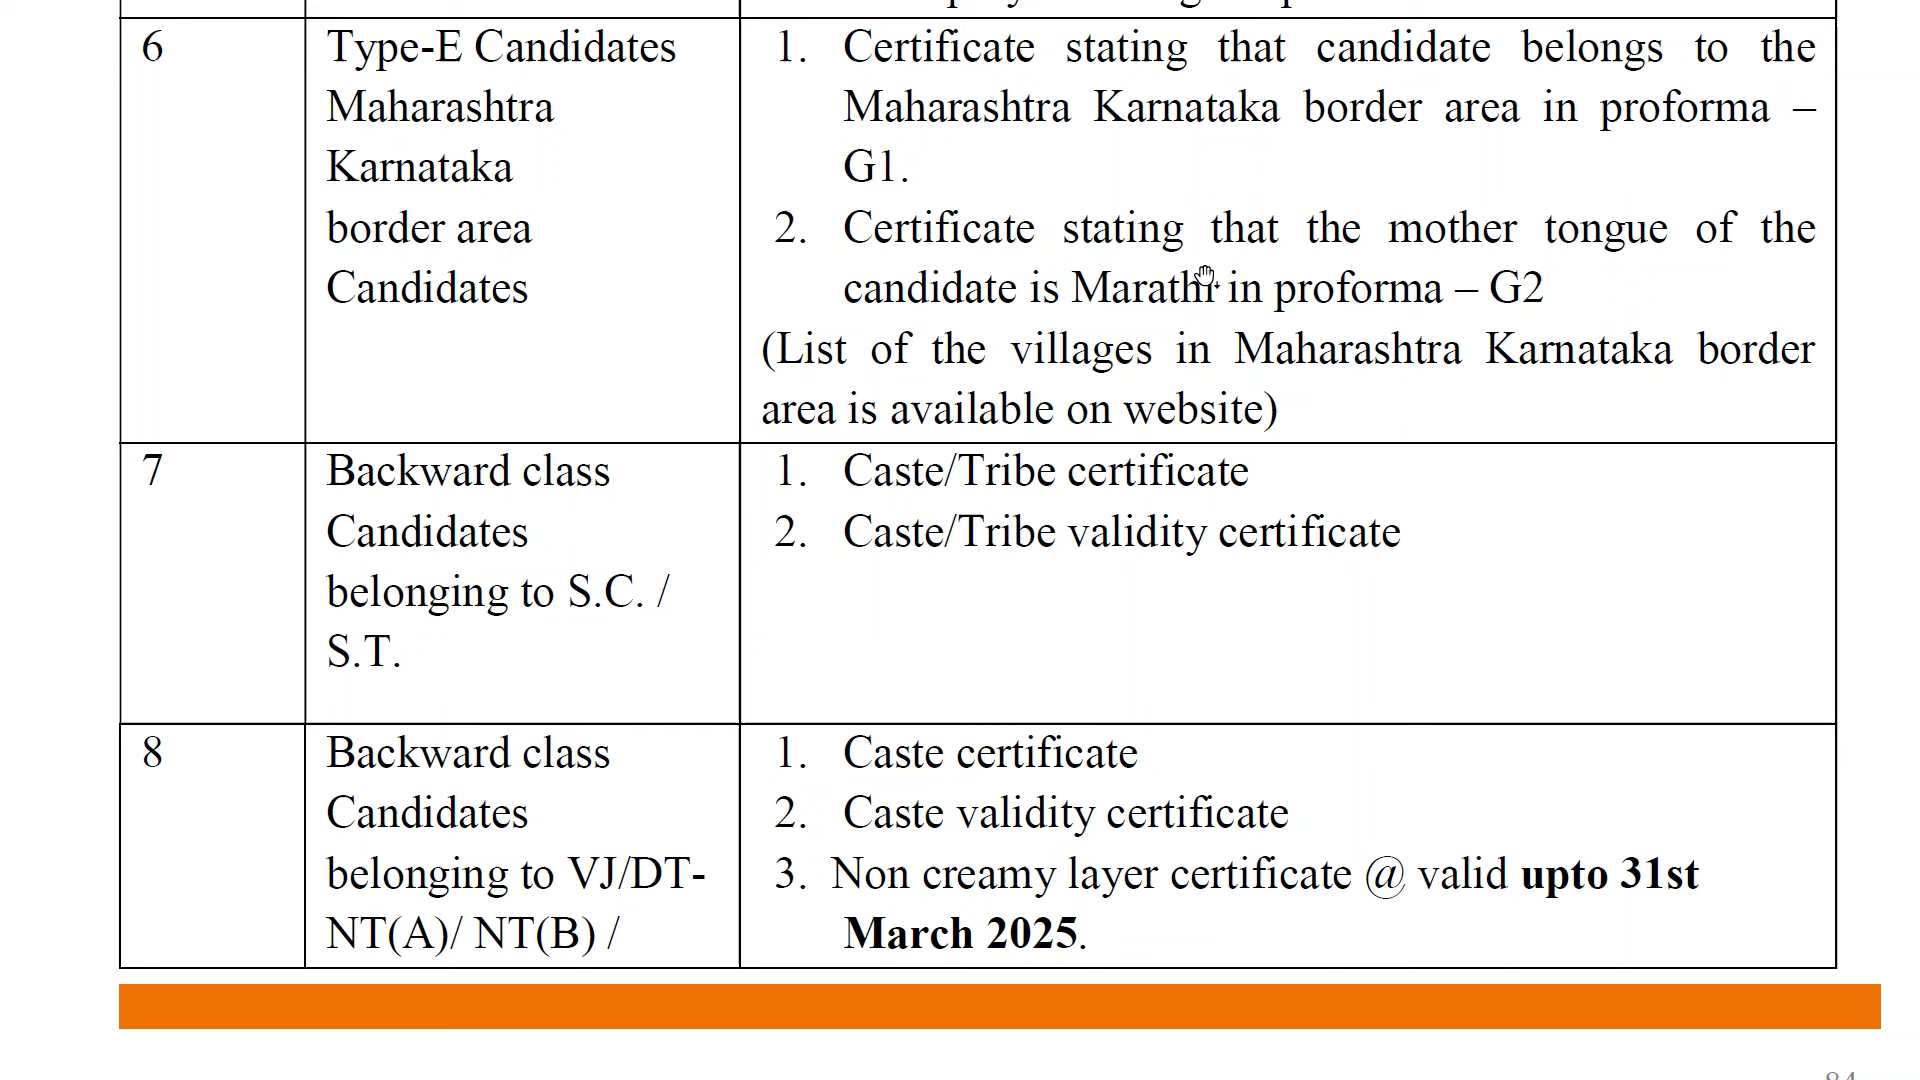 6
Type-E Candidates
Maharashtra
Karnataka
border area
Candidates
1. Certificate stating that candidate belongs to the
Maharashtra Karnataka border area in proforma –
G1.
2. Certificate stating that the mother tongue of the
candidate is Marathi in proforma – G2
(List of the villages in Maharashtra Karnataka border
area is available on website)
7
Backward class
Candidates
belonging to S.C. /
S.T.
1. Caste/Tribe certificate
2. Caste/Tribe validity certificate
8
Backward class
Candidates
belonging to VJ/DT-
NT(A)/ NT(B) /
1. Caste certificate
2. Caste validity certificate
3. Non creamy layer certificate @ valid upto 31st
March 2025.